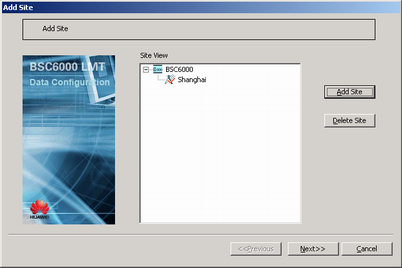 Add Site
Add Site
BSC6000 LMT
Data Configuration
HUAWEI
Site View
BSC6000
Shanghai
Add Site
Delete Site
<<Previous
Next>>
Cancel